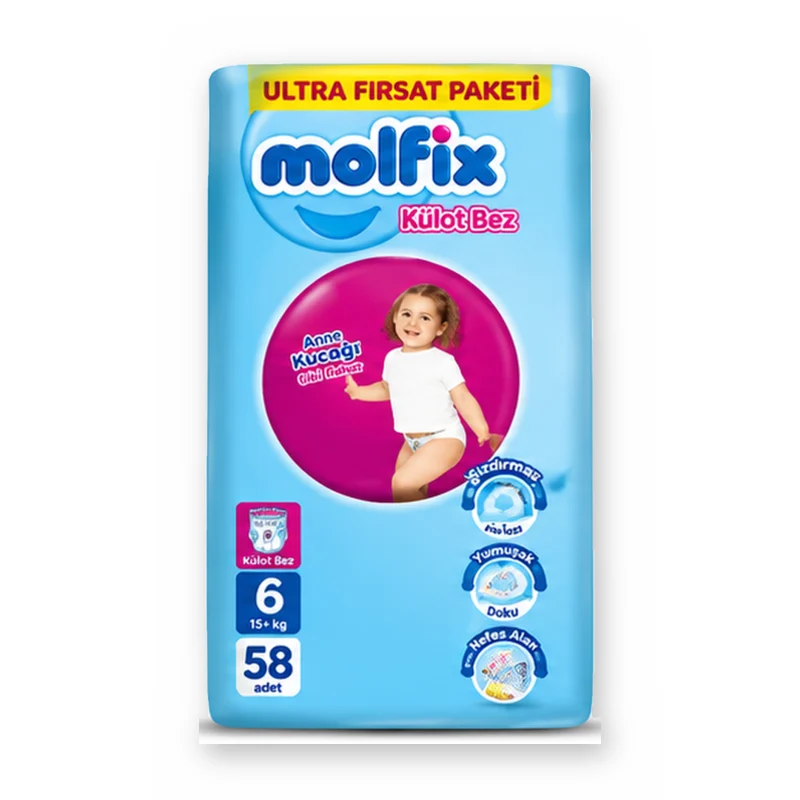 ULTRA FIRSAT PAKETİ
molfix
Külot Bez
Anne
Kucağı
Külot Bez
6
15+ kg
58
adet
Sızdırmaz
Yumuşak
Doku
Nefes Alan